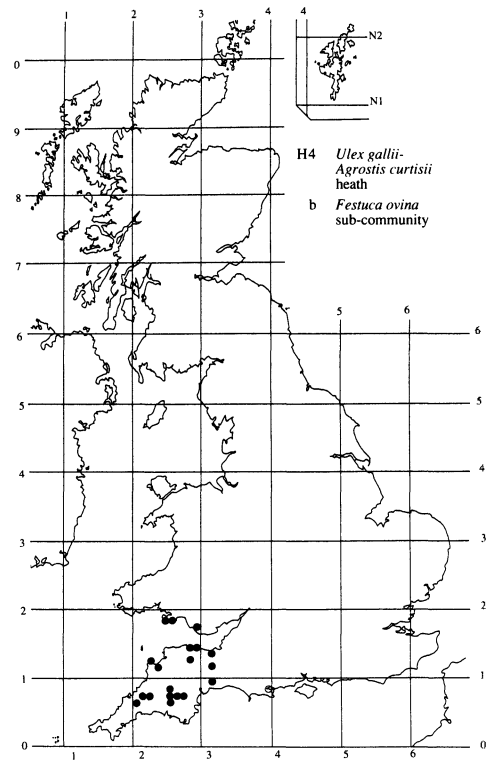 1 2 3 4 4
N2
0
N1
9
H4 Ulex gallii-
Agrostis curtisii
heath
8
b Festuca ovina
sub-community
7
5 6
6 6
5 5
4 4
3 3
2 2
1 1
0 0
1 2 3 4 5 6